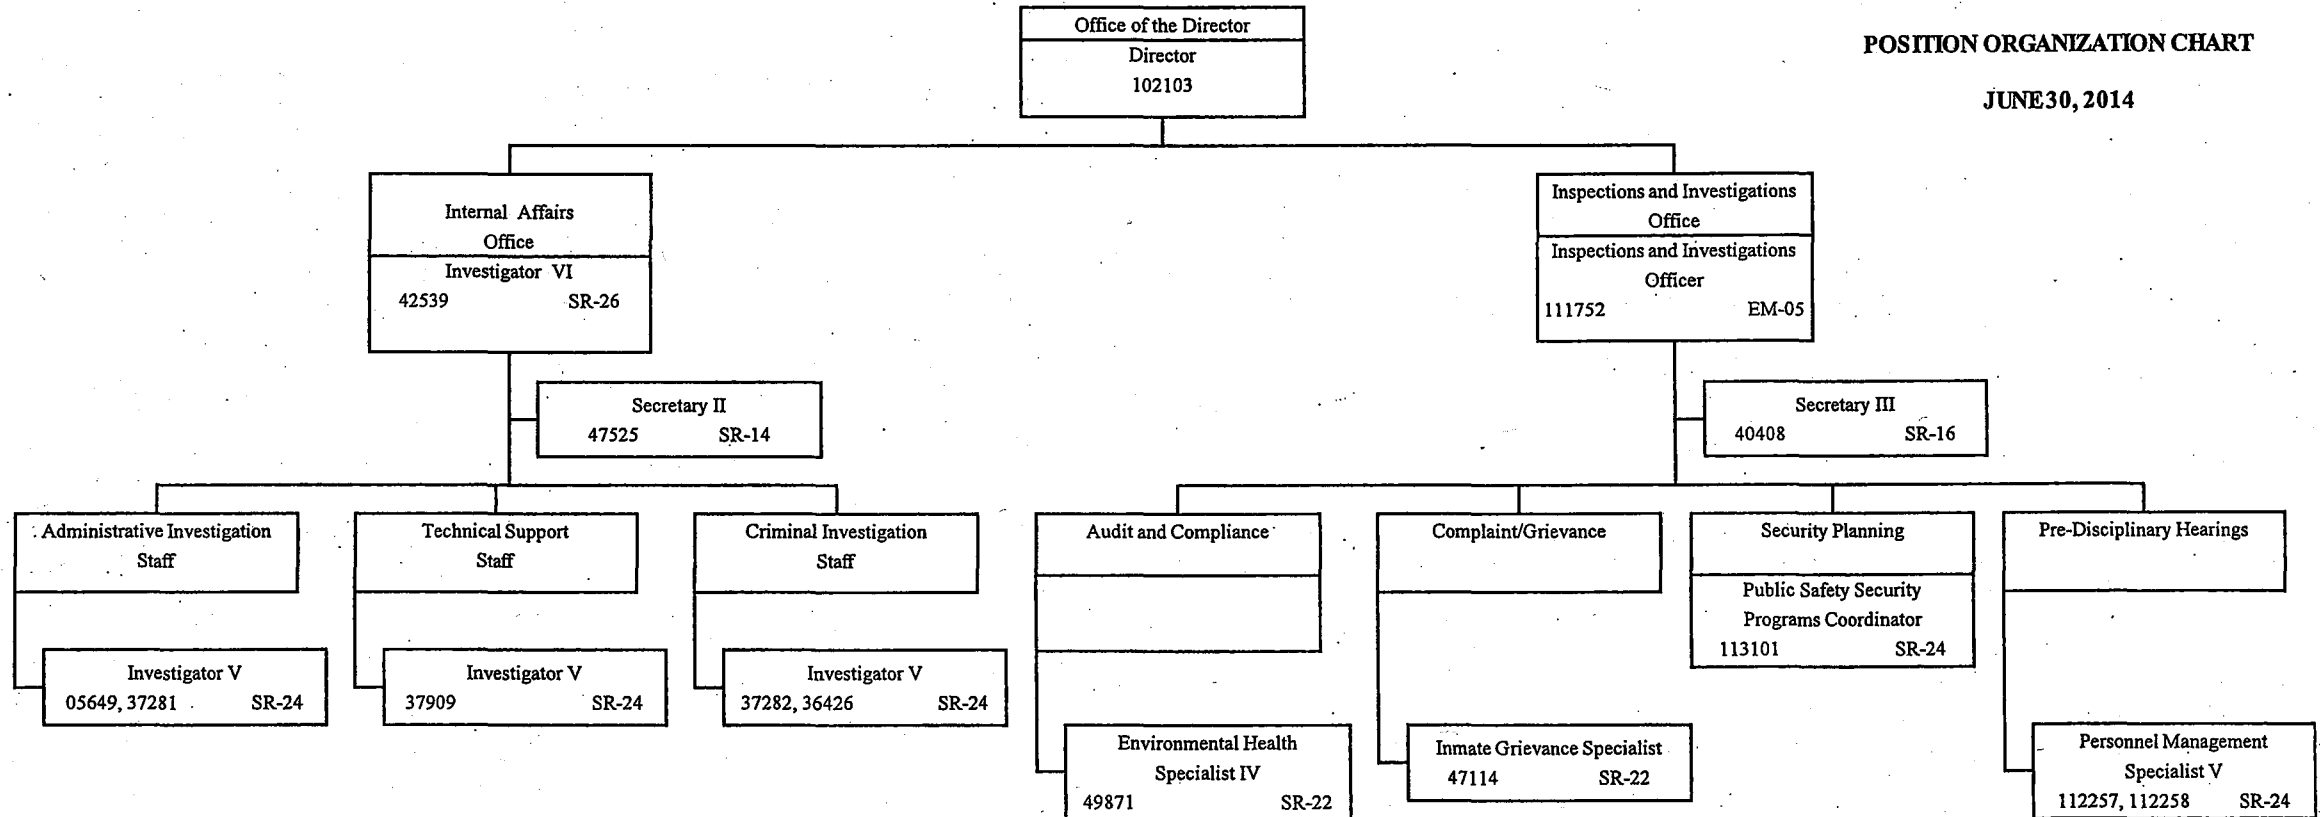 Office of the Director
Director
102103
POSITION ORGANIZATION CHART
JUNE 30, 2014
Internal Affairs
Office
Investigator VI
42539 SR-26
Inspections and Investigations
Office
Inspections and Investigations
Officer
111752 EM-05
Secretary II
47525 SR-14
Secretary III
40408 SR-16
Administrative Investigation
Staff
Investigator V
05649, 37281 SR-24
Technical Support
Staff
Investigator V
37909 SR-24
Criminal Investigation
Staff
Investigator V
37282, 36426 SR-24
Audit and Compliance
Environmental Health
Specialist IV
49871 SR-22
Complaint/Grievance
Inmate Grievance Specialist
47114 SR-22
Security Planning
Public Safety Security
Programs Coordinator
113101 SR-24
Pre-Disciplinary Hearings
Personnel Management
Specialist V
112257, 112258 SR-24